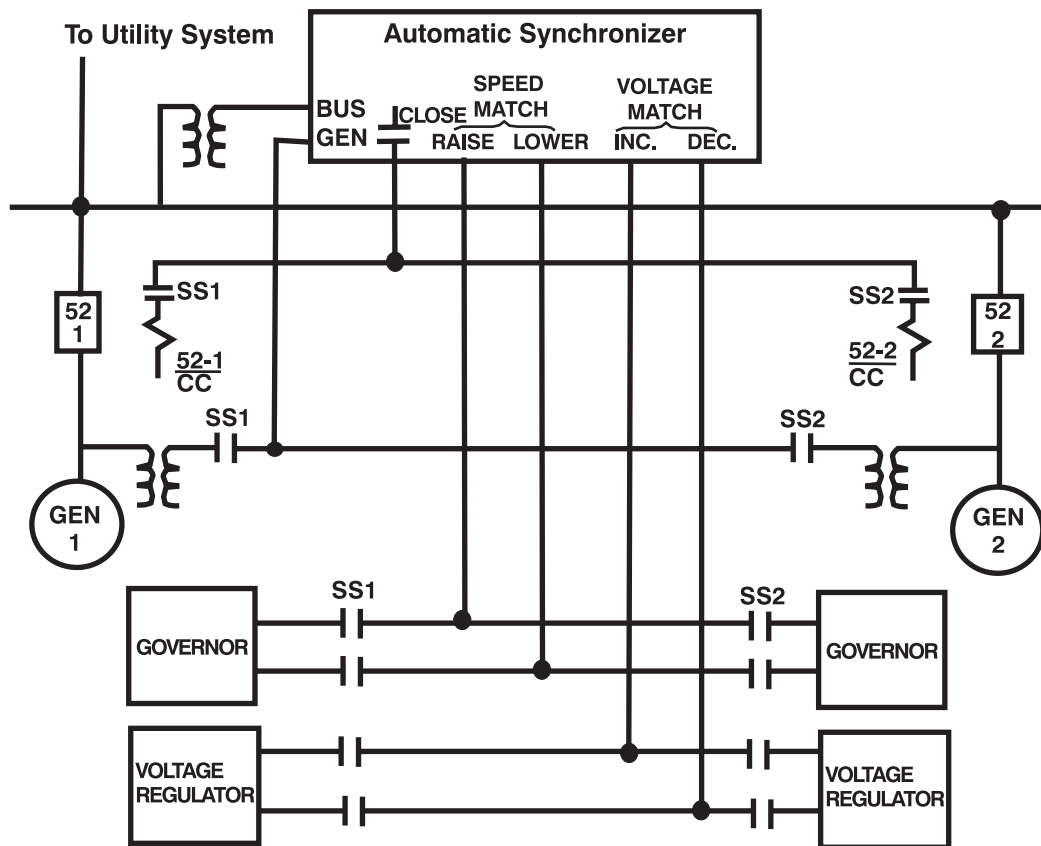 To Utility System
Automatic Synchronizer
SPEED
MATCH
VOLTAGE
MATCH
BUS
GEN
CLOSE
RAISE
LOWER
INC.
DEC.
SS1
SS2
52
1
52
2
52-1
CC
52-2
CC
SS1
SS2
GEN
1
GEN
2
SS1
SS2
GOVERNOR
GOVERNOR
VOLTAGE
REGULATOR
VOLTAGE
REGULATOR